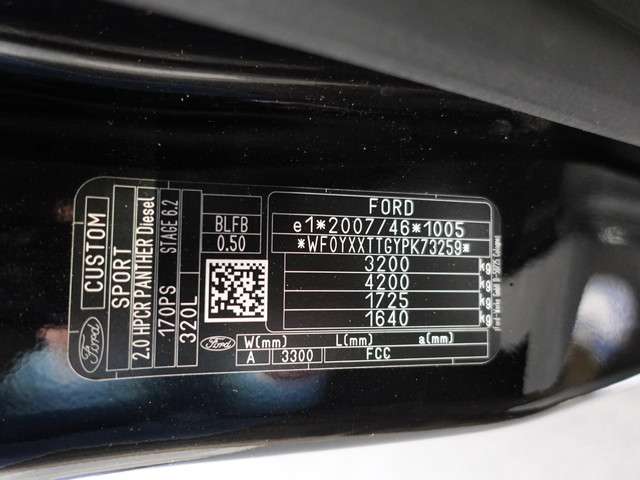 FORD
e1*2007/46*1005
*WF0YXXTTGYPK73259*
3200 kg
4200 kg
1725 kg
1640 kg
BLFB
0.50
CUSTOM
SPORT
2.0 HPCR PANTHER Diesel
170PS STAGE 6.2
320L
Ford
Ford
W(mm) L(mm) a(mm)
A 3300 FCC